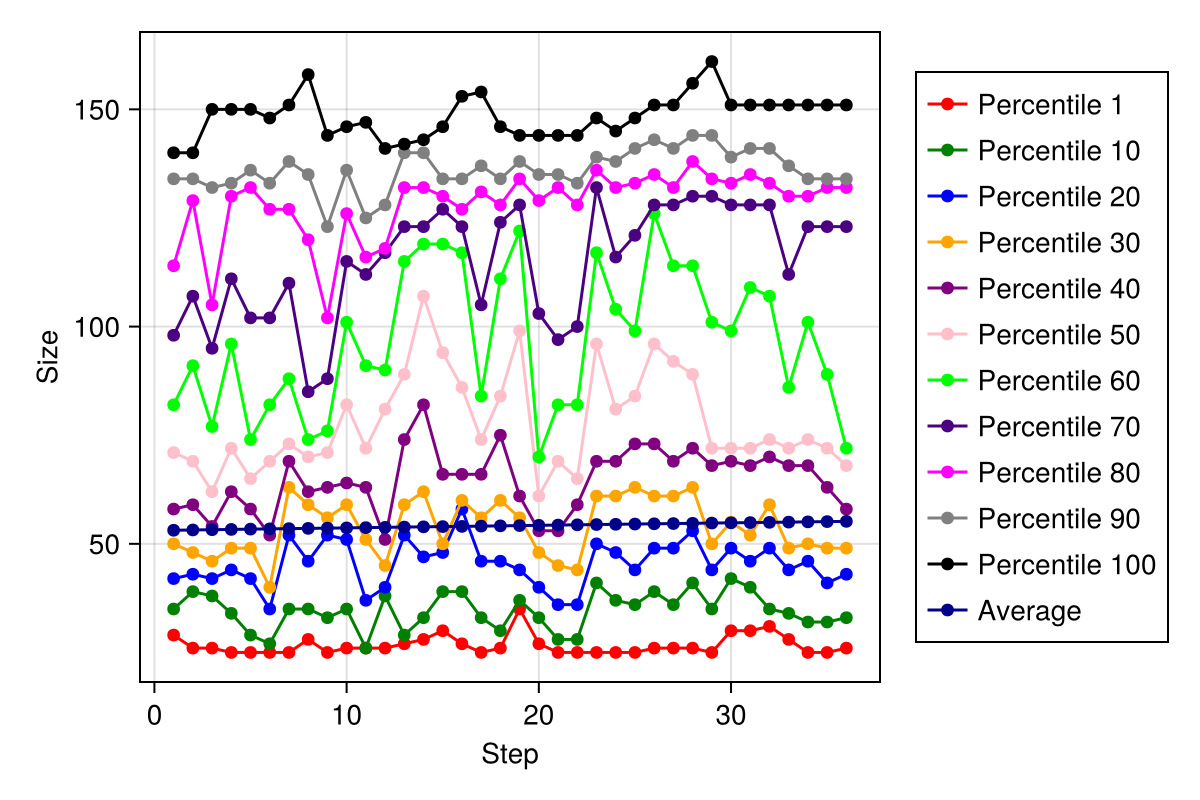 150
100
50
0
10
20
30
Size
Step
Percentile 1
Percentile 10
Percentile 20
Percentile 30
Percentile 40
Percentile 50
Percentile 60
Percentile 70
Percentile 80
Percentile 90
Percentile 100
Average